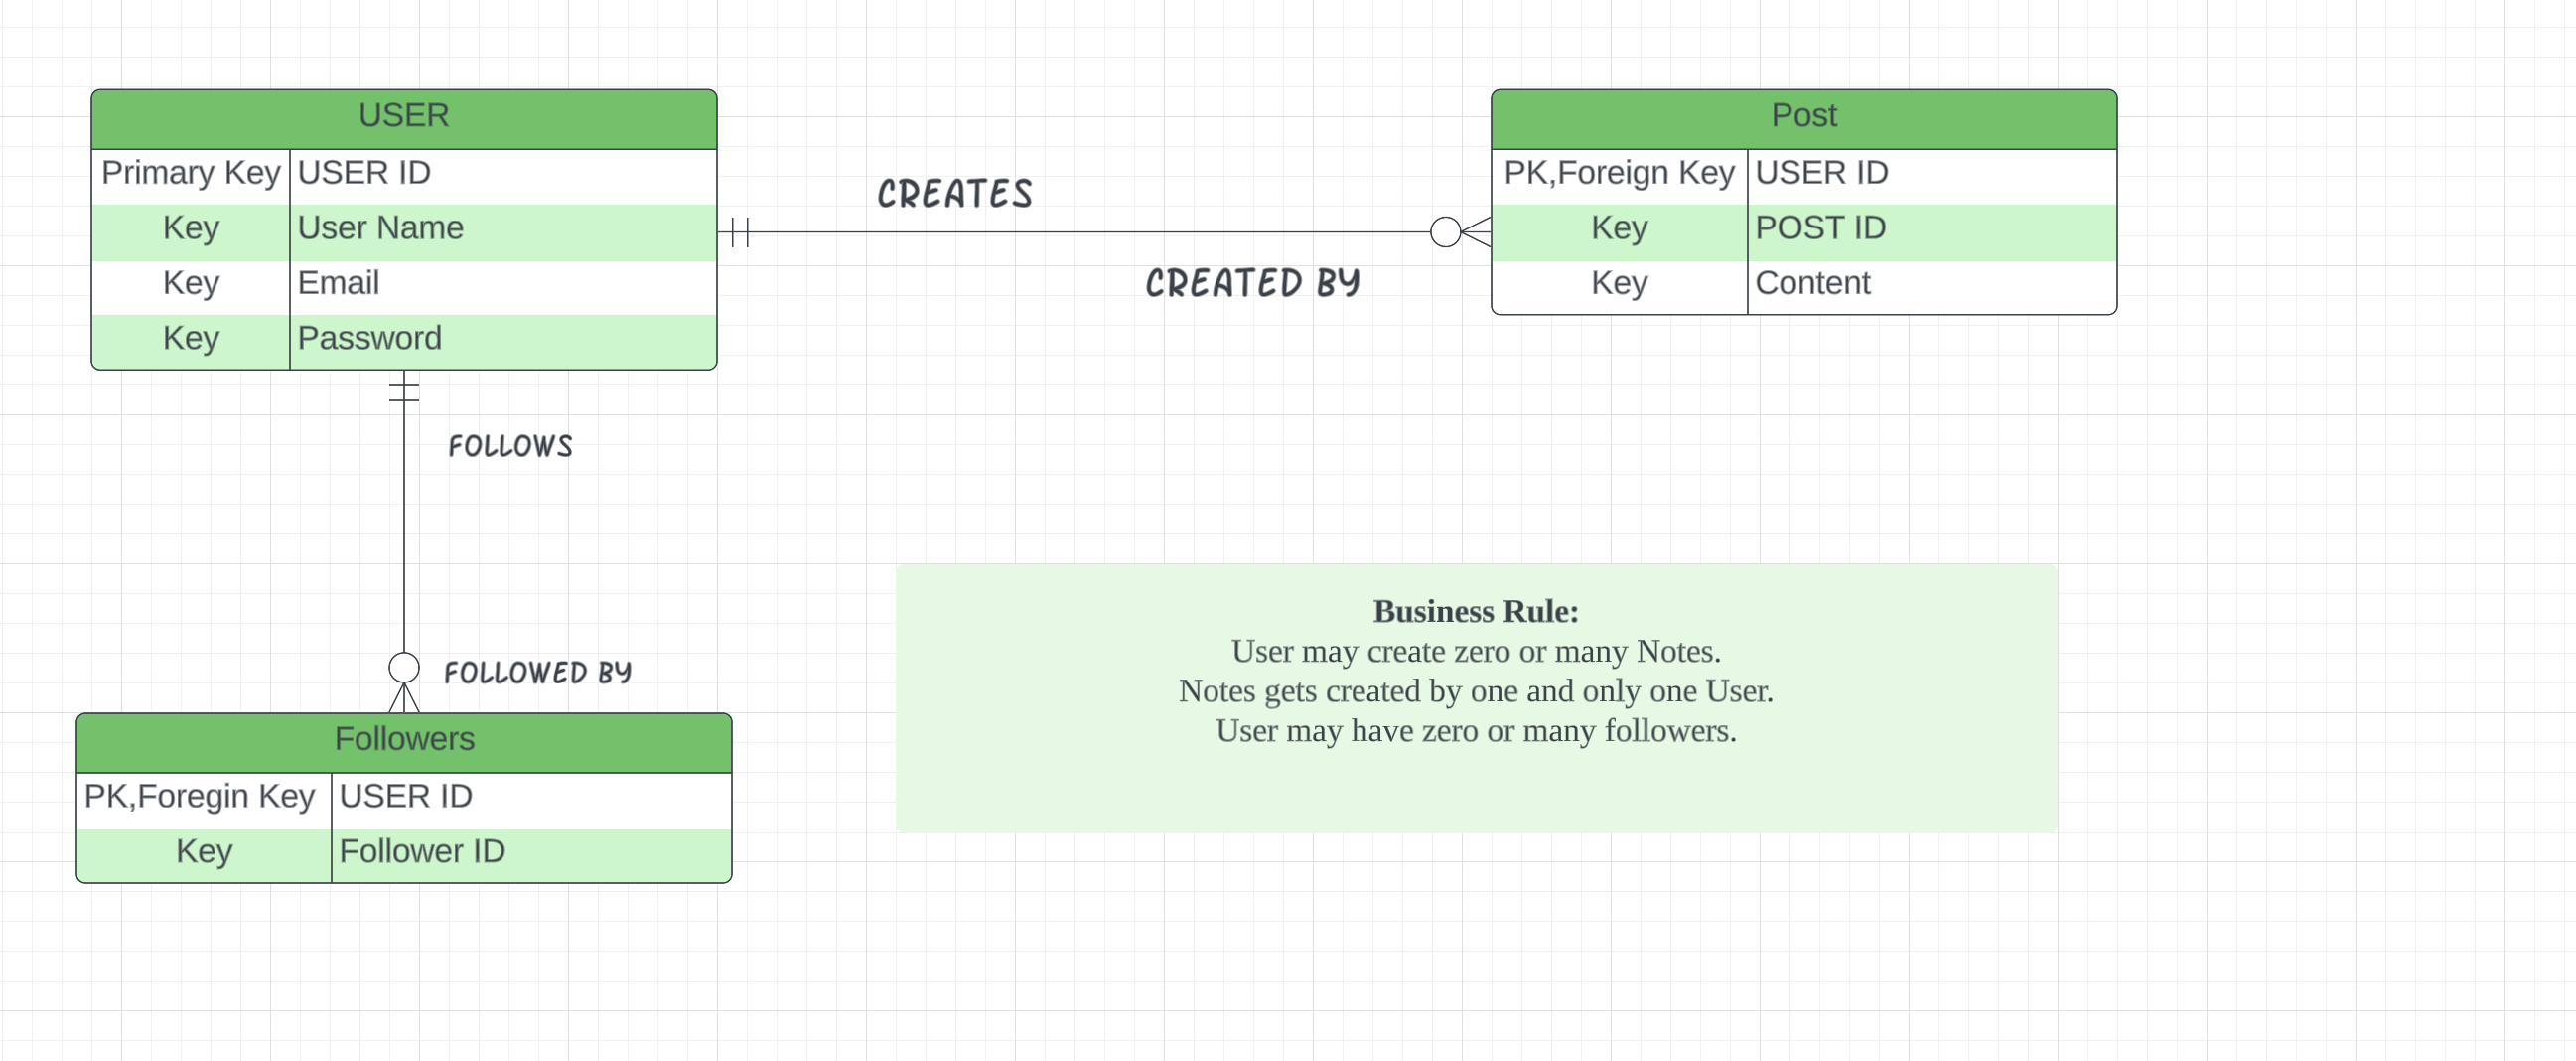 USER
Primary Key USER ID
Key User Name
Key Email
Key Password
CREATES
CREATED BY
Post
PK,Foreign Key USER ID
Key POST ID
Key Content
FOLLOWS
FOLLOWED BY
Followers
PK,Foregin Key USER ID
Key Follower ID
Business Rule:
User may create zero or many Notes.
Notes gets created by one and only one User.
User may have zero or many followers.